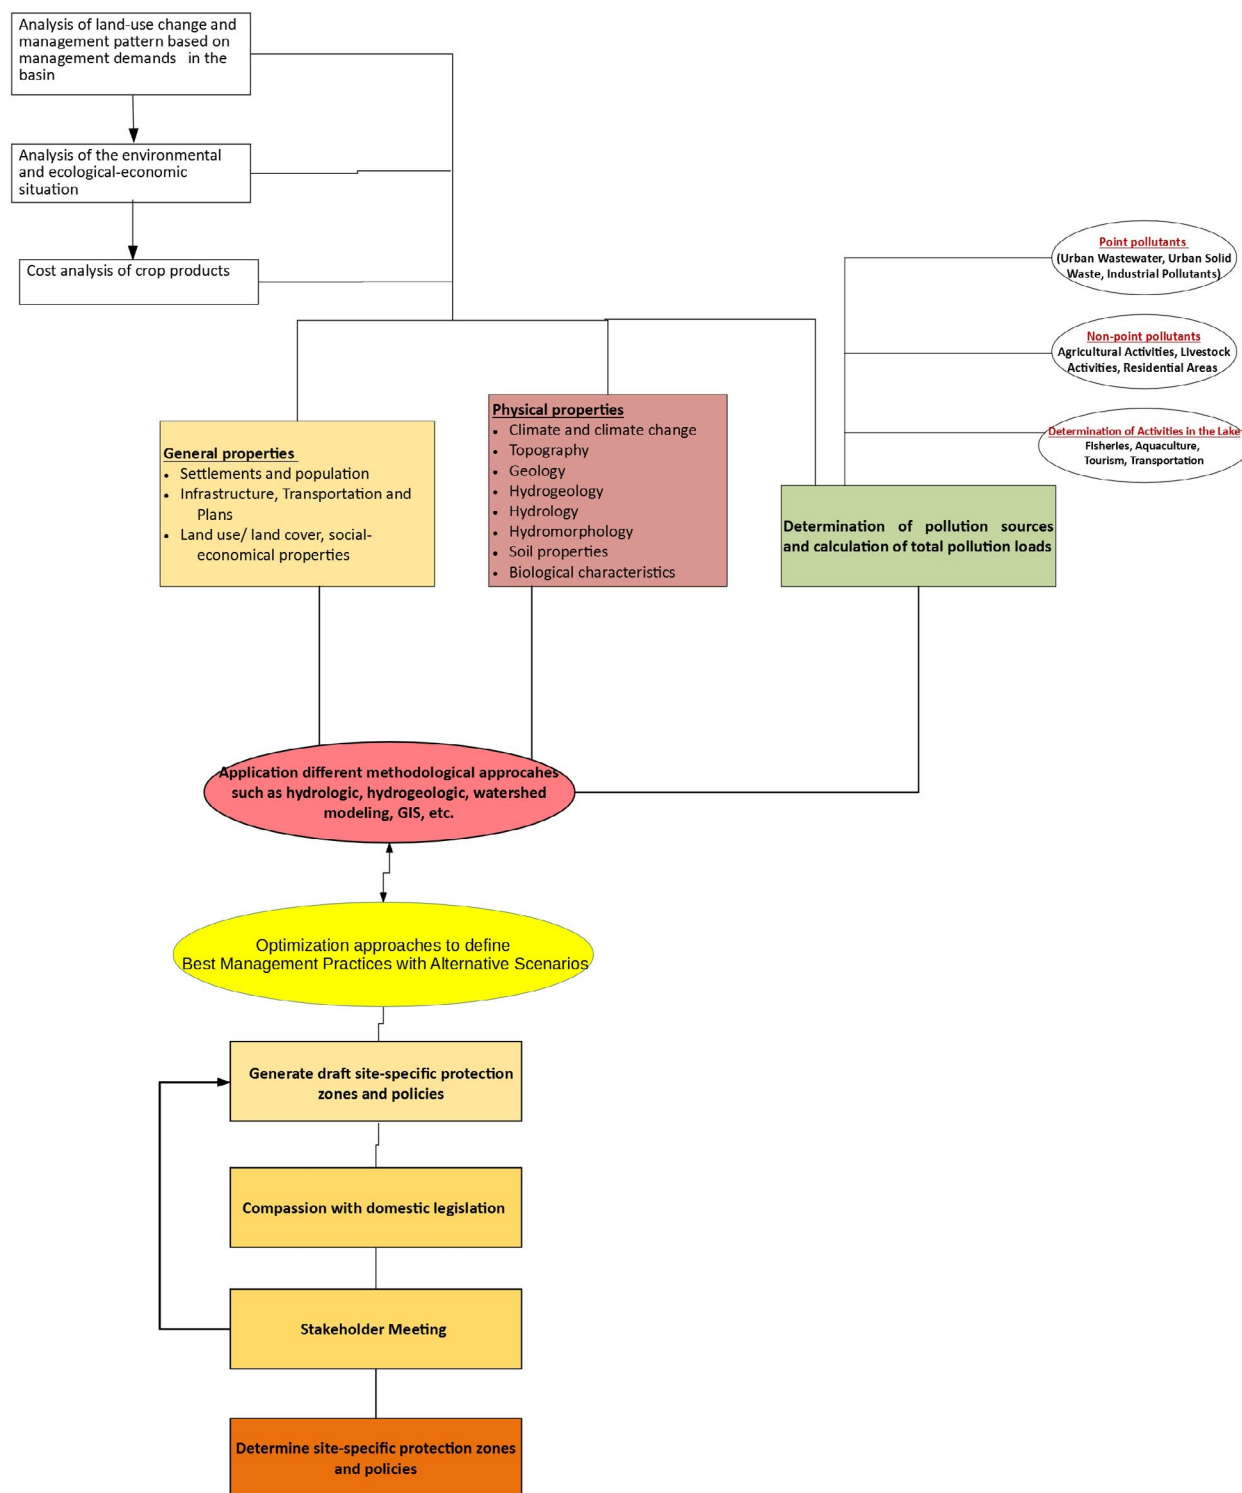 Analysis of land-use change and
management pattern based on
management demands in the
basin
Analysis of the environmental
and ecological-economic
situation
Cost analysis of crop products
Point pollutants
(Urban Wastewater, Urban Solid
Waste, Industrial Pollutants)
Non-point pollutants
Agricultural Activities, Livestock
Activities, Residential Areas
Determination of Activities in the Lake
Fisheries, Aquaculture,
Tourism, Transportation
General properties
• Settlements and population
• Infrastructure, Transportation and
Plans
• Land use/ land cover, social-
economical properties
Physical properties
• Climate and climate change
• Topography
• Geology
• Hydrogeology
• Hydrology
• Hydromorphology
• Soil properties
• Biological characteristics
Determination of pollution sources
and calculation of total pollution loads
Application different methodological approcahes
such as hydrologic, hydrogeologic, watershed
modeling, GIS, etc.
Optimization approaches to define
Best Management Practices with Alternative Scenarios
Generate draft site-specific protection
zones and policies
Compassion with domestic legislation
Stakeholder Meeting
Determine site-specific protection zones
and policies